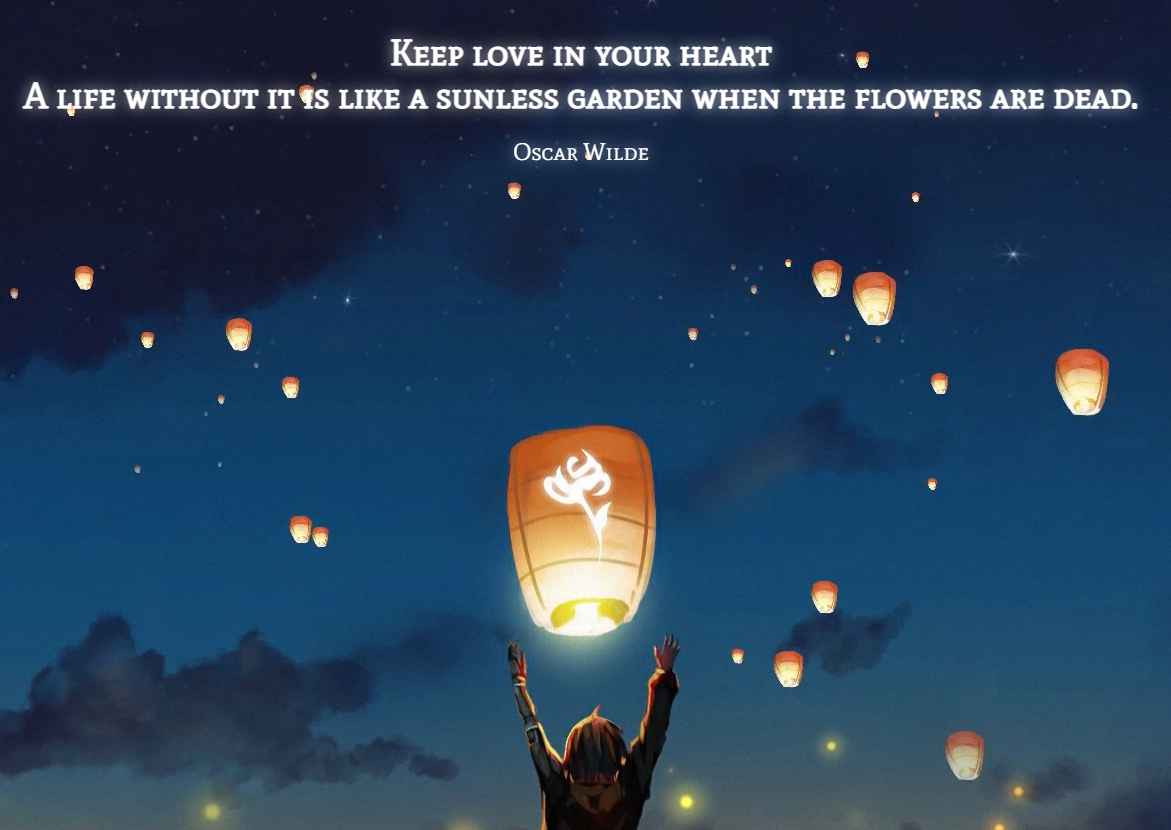 Keep love in your heart
A life without it is like a sunless garden when the flowers are dead.
Oscar Wilde